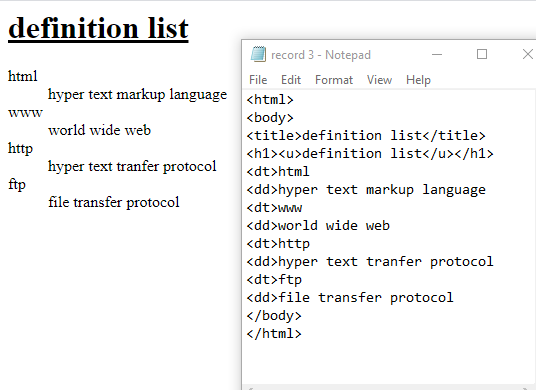 definition list
html
hyper text markup language
www
world wide web
http
hyper text tranfer protocol
ftp
file transfer protocol
record 3 - Notepad
File Edit Format View Help
<html>
<body>
<title>definition list</title>
<h1><u>definition list</u></h1>
<dt>html
<dd>hyper text markup language
<dt>www
<dd>world wide web
<dt>http
<dd>hyper text tranfer protocol
<dt>ftp
<dd>file transfer protocol
</body>
</html>